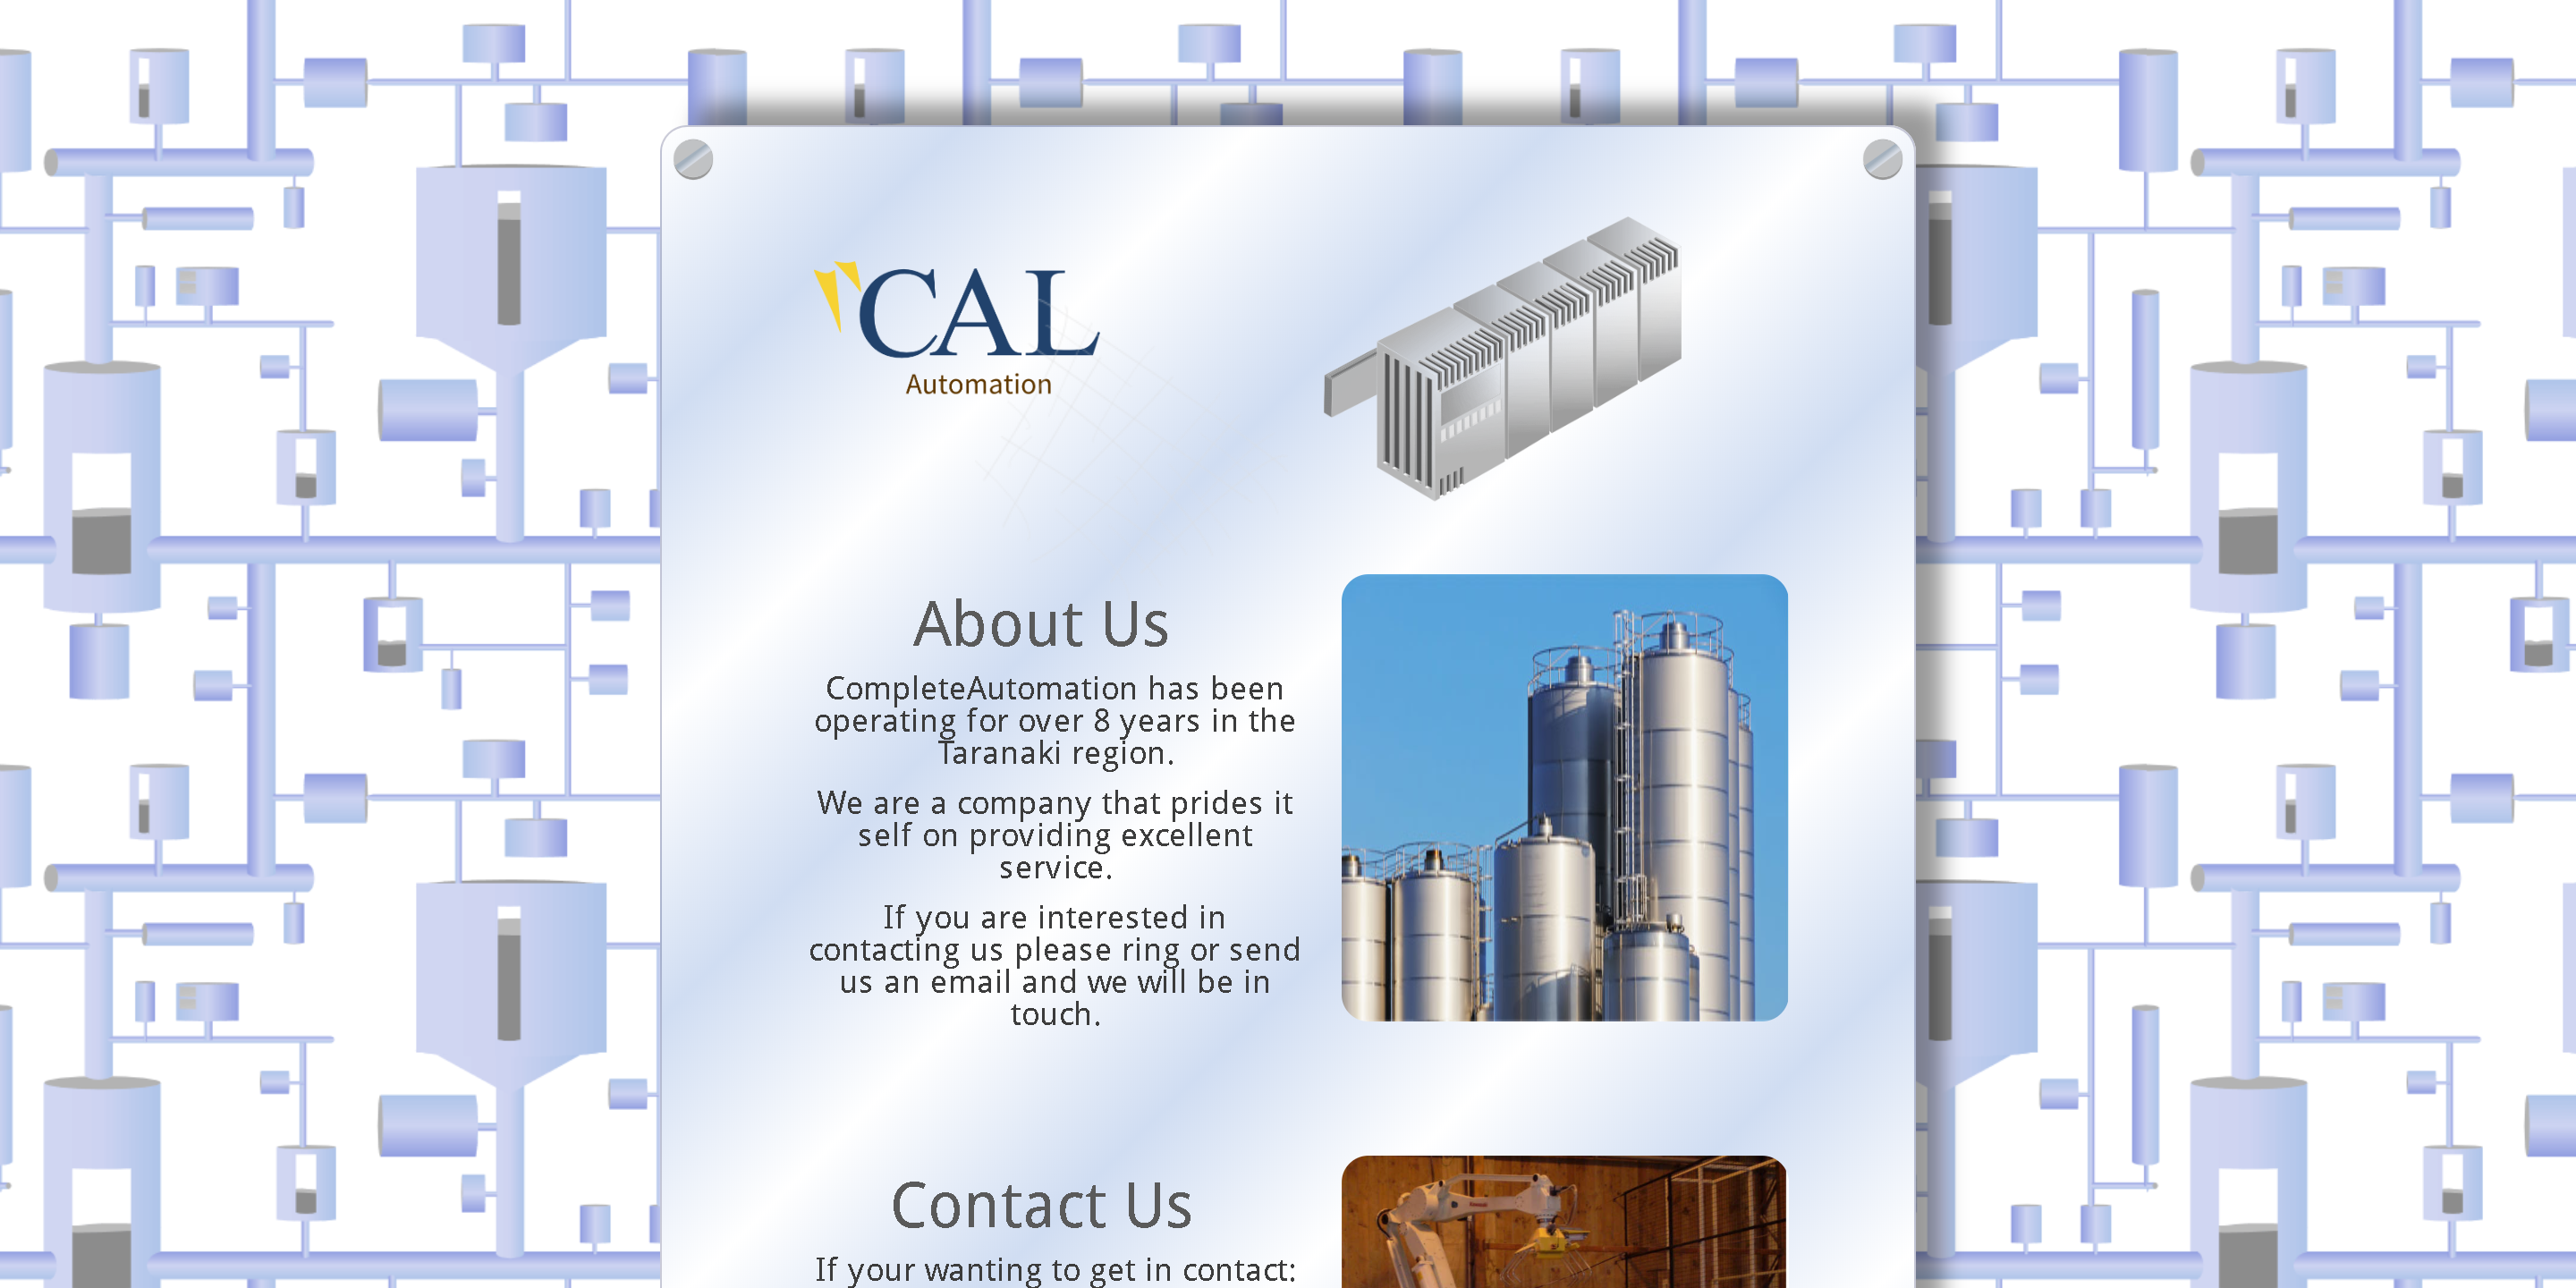 CAL
Automation
About Us
CompleteAutomation has been
operating for over 8 years in the
Taranaki region.
We are a company that prides it
self on providing excellent
service.
If you are interested in
contacting us please ring or send
us an email and we will be in
touch.
Contact Us
If your wanting to get in contact: